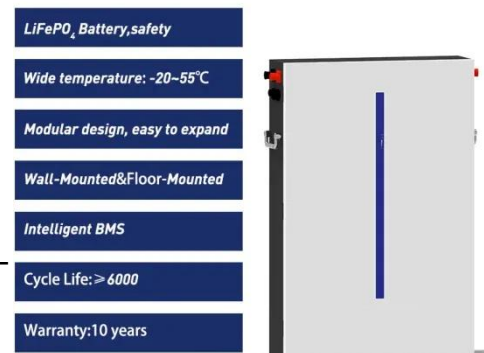 LiFePO₄ Battery,safety
Wide temperature: -20~55℃
Modular design, easy to expand
Wall-Mounted&Floor-Mounted
Intelligent BMS
Cycle Life:≥6000
Warranty:10 years